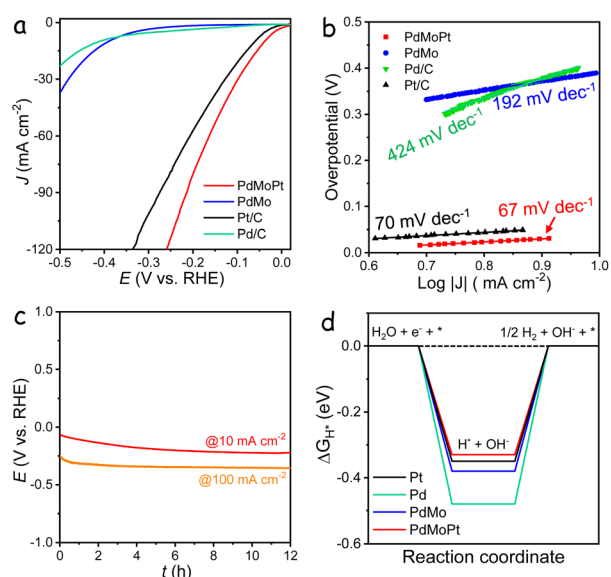 a
J (mA cm⁻²)
0
-30
-60
-90
-120
PdMoPt
PdMo
Pt/C
Pd/C
-0.5 -0.4 -0.3 -0.2 -0.1 0.0
E (V vs. RHE)
b
Overpotential (V)
0.5
0.4
0.3
0.2
0.1
0.0
PdMoPt
PdMo
Pd/C
Pt/C
192 mV dec⁻¹
424 mV dec⁻¹
70 mV dec⁻¹
67 mV dec⁻¹
0.6 0.7 0.8 0.9 1.0
Log |J| ( mA cm⁻²)
c
E (V vs. RHE)
1.0
0.5
0.0
-0.5
-1.0
@10 mA cm⁻²
@100 mA cm⁻²
0 2 4 6 8 10 12
t (h)
d
ΔG_H* (eV)
0.0
-0.2
-0.4
-0.6
H₂O + e⁻ + *
1/2 H₂ + OH⁻ + *
H* + OH⁻
Pt
Pd
PdMo
PdMoPt
Reaction coordinate